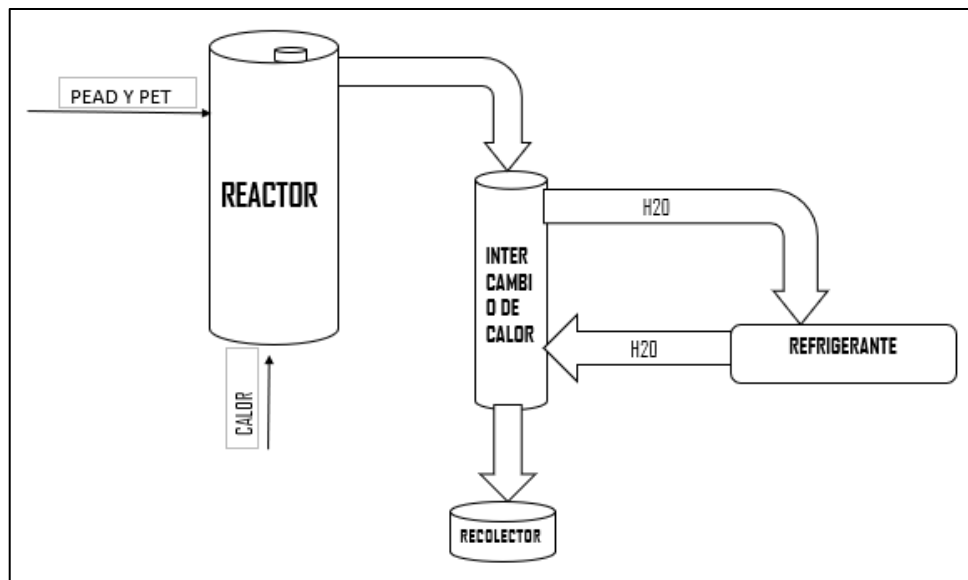 PEAD Y PET
REACTOR
CALOR
INTER
CAMBI
O DE
CALOR
H20
H20
REFRIGERANTE
RECOLECTOR